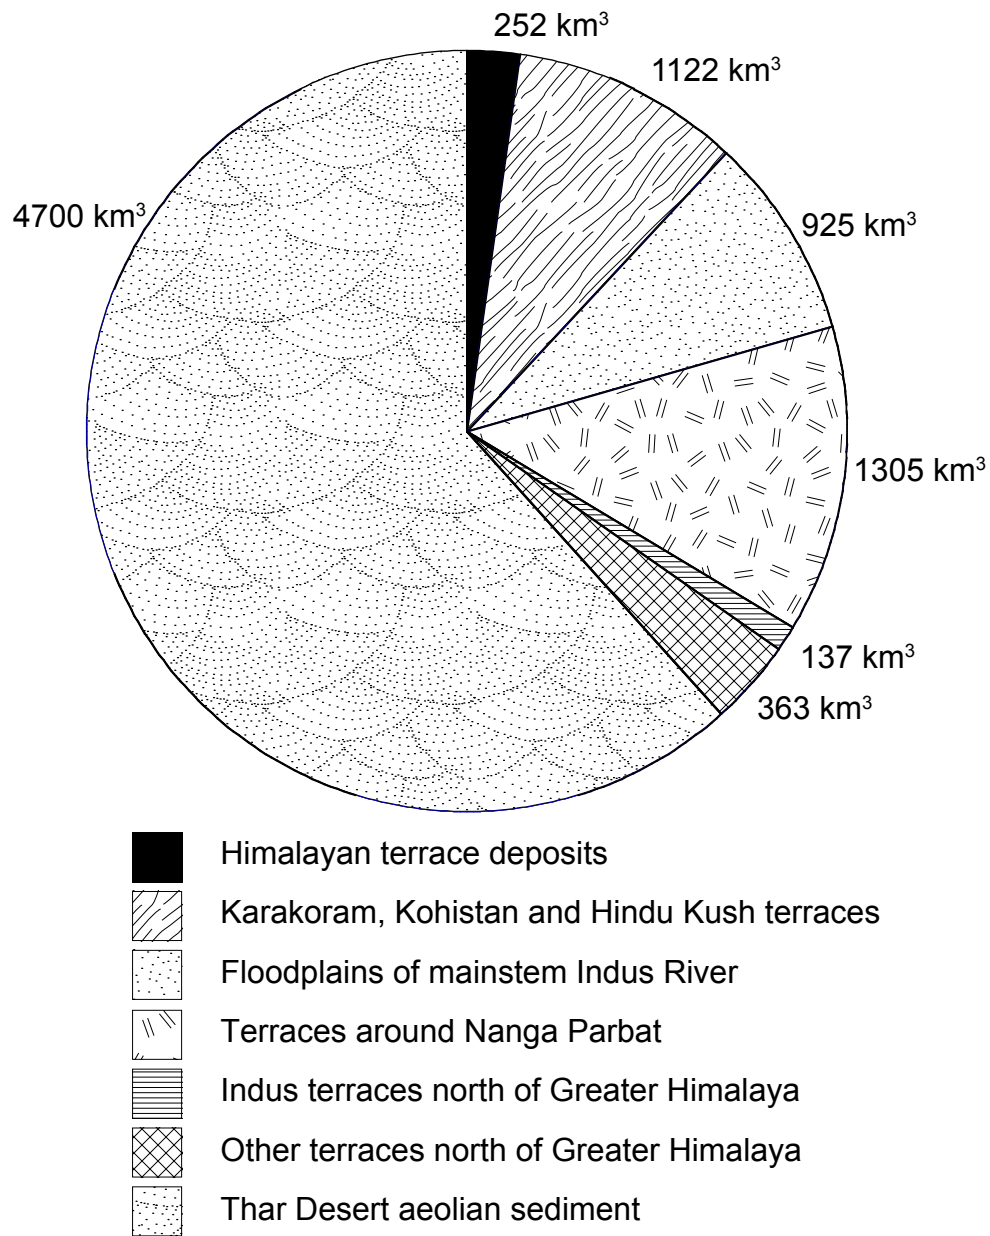 252 km³
1122 km³
4700 km³
925 km³
1305 km³
137 km³
363 km³
Himalayan terrace deposits
Karakoram, Kohistan and Hindu Kush terraces
Floodplains of mainstem Indus River
Terraces around Nanga Parbat
Indus terraces north of Greater Himalaya
Other terraces north of Greater Himalaya
Thar Desert aeolian sediment